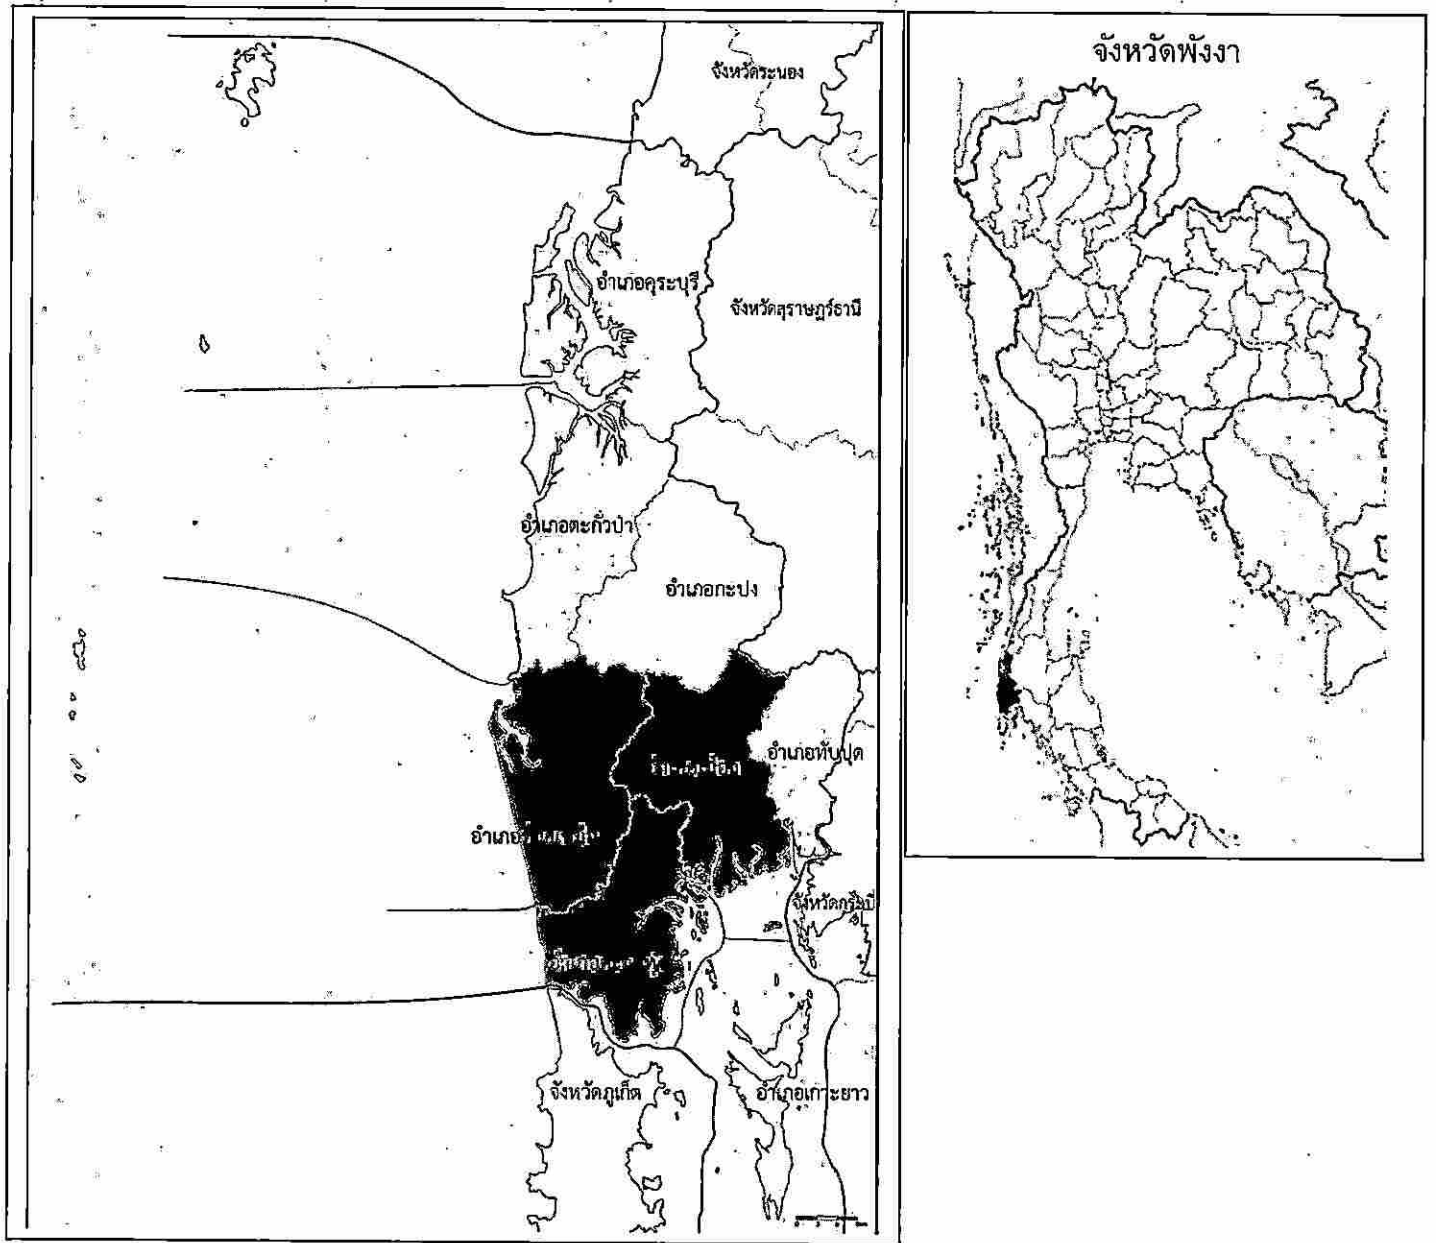 จังหวัดพังงา
จังหวัดระนอง
อำเภอคุระบุรี
จังหวัดสุราษฎร์ธานี
อำเภอตะกั่วป่า
อำเภอกะปง
อำเภอทับปุด
อำเภอ
จังหวัดกระบี่
จังหวัดภูเก็ต
อำเภอเกาะยาว